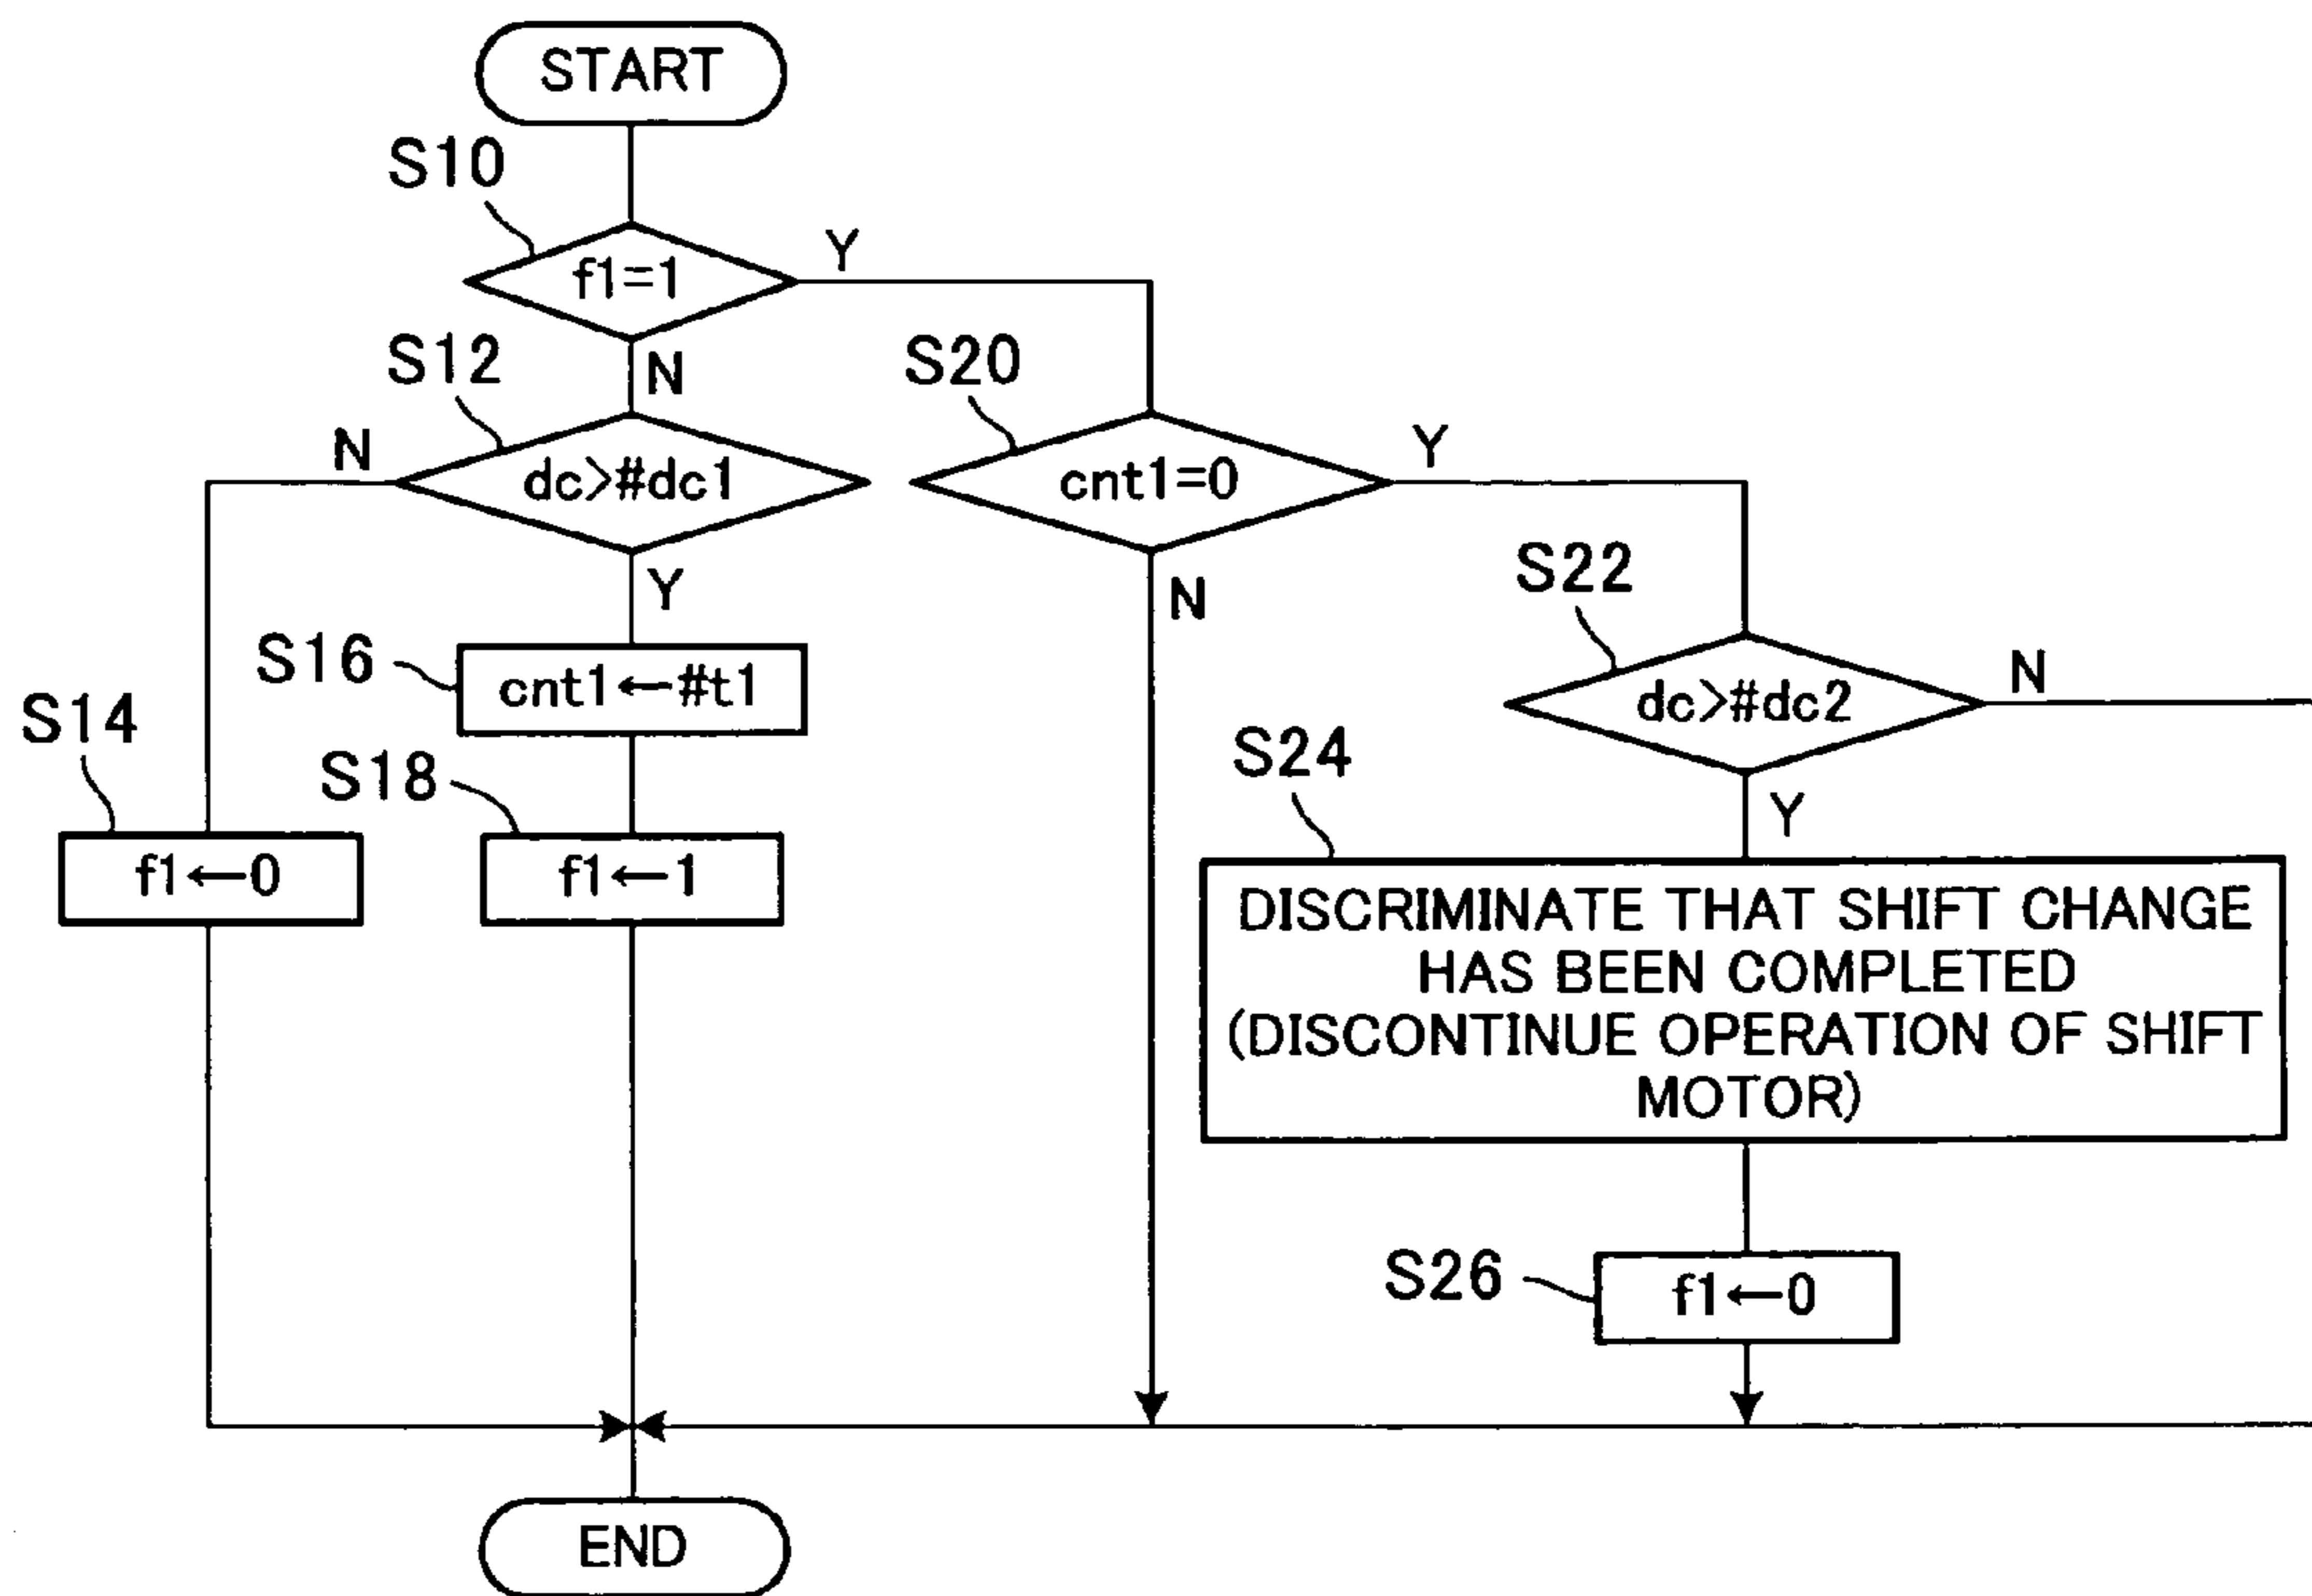 START
S10
f1=1
Y
N
S12
N
dc>#dc1
Y
S20
cnt1=0
Y
N
S16
cnt1←#t1
S14
f1←0
S18
f1←1
S22
dc>#dc2
N
Y
S24
DISCRIMINATE THAT SHIFT CHANGE
HAS BEEN COMPLETED
(DISCONTINUE OPERATION OF SHIFT
MOTOR)
S26
f1←0
END